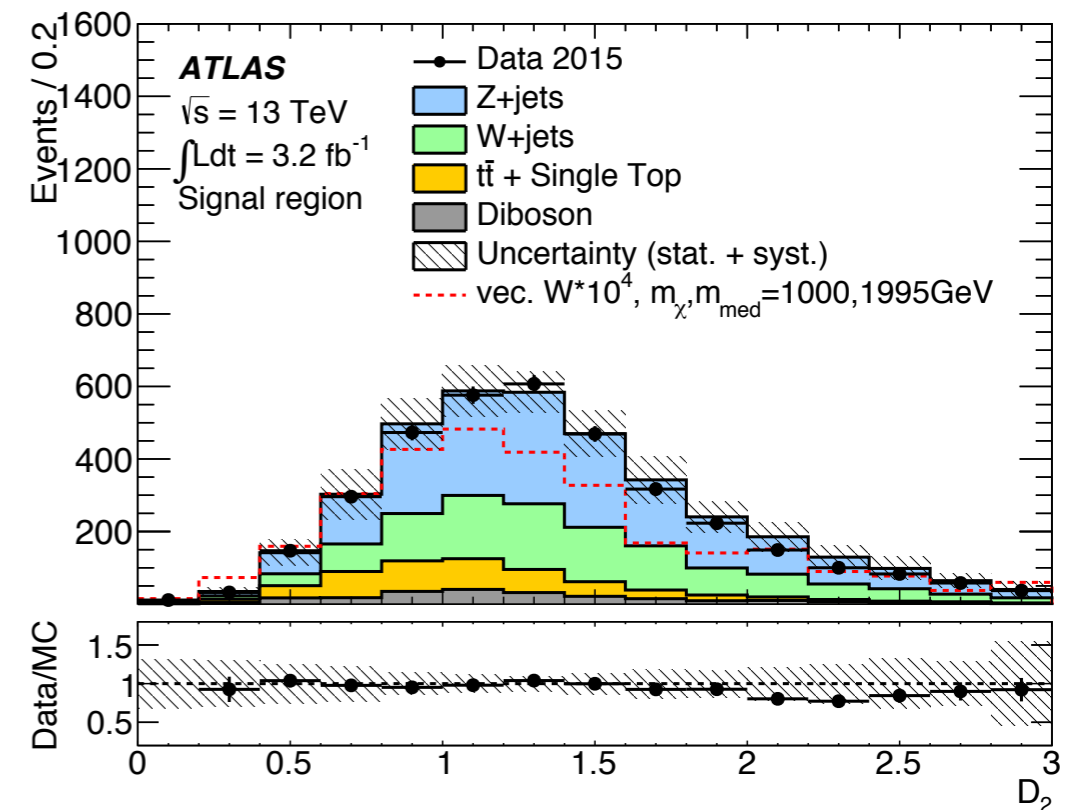 Events / 0.2
1600
1400
1200
1000
800
600
400
200
ATLAS
√s = 13 TeV
∫Ldt = 3.2 fb⁻¹
Signal region
Data 2015
Z+jets
W+jets
tt̄ + Single Top
Diboson
Uncertainty (stat. + syst.)
vec. W*10⁴, m_χ,m_med=1000,1995GeV
Data/MC
1.5
1
0.5
0 0.5 1 1.5 2 2.5 3
D₂